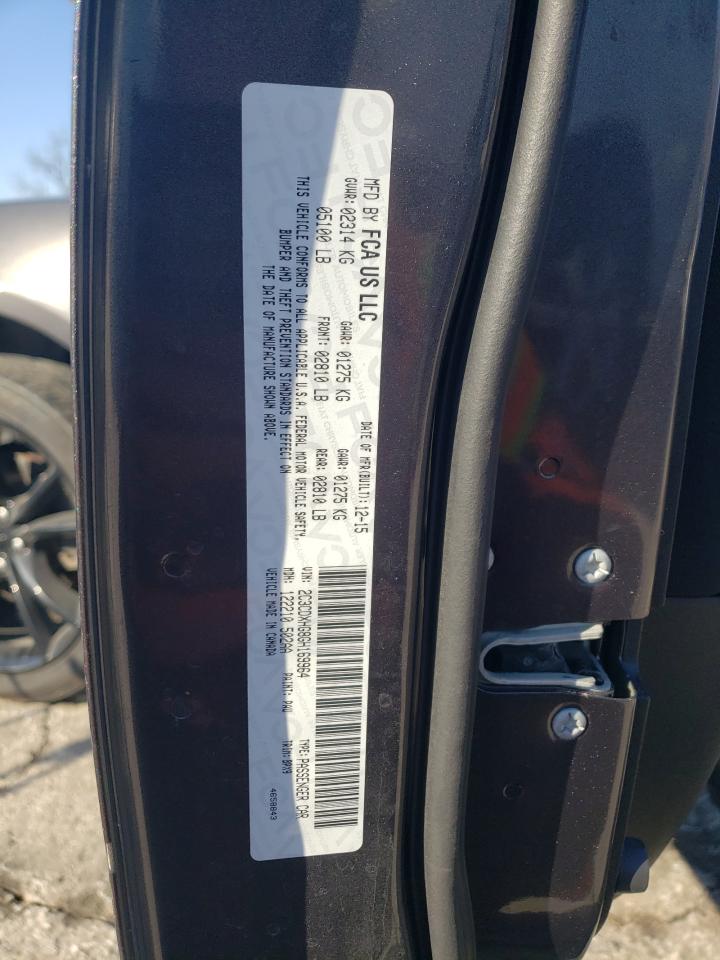 MFD BY FCA US LLC
DATE OF MFR(BUILT): 12-15
GVWR: 02314 KG
GAWR: 01275 KG
GAWR: 01275 KG
05100 LB
FRONT: 02810 LB
REAR: 02810 LB
THIS VEHICLE CONFORMS TO ALL APPLICABLE U.S.A. FEDERAL MOTOR VEHICLE SAFETY,
BUMPER AND THEFT PREVENTION STANDARDS IN EFFECT ON
THE DATE OF MANUFACTURE SHOWN ABOVE.
VIN: 2C3CDXHG8GH169964
TYPE: PASSENGER CAR
MDH: 122210 502AA
PAINT: PAU
TRIM: BPX9
VEHICLE MADE IN CANADA
4658843